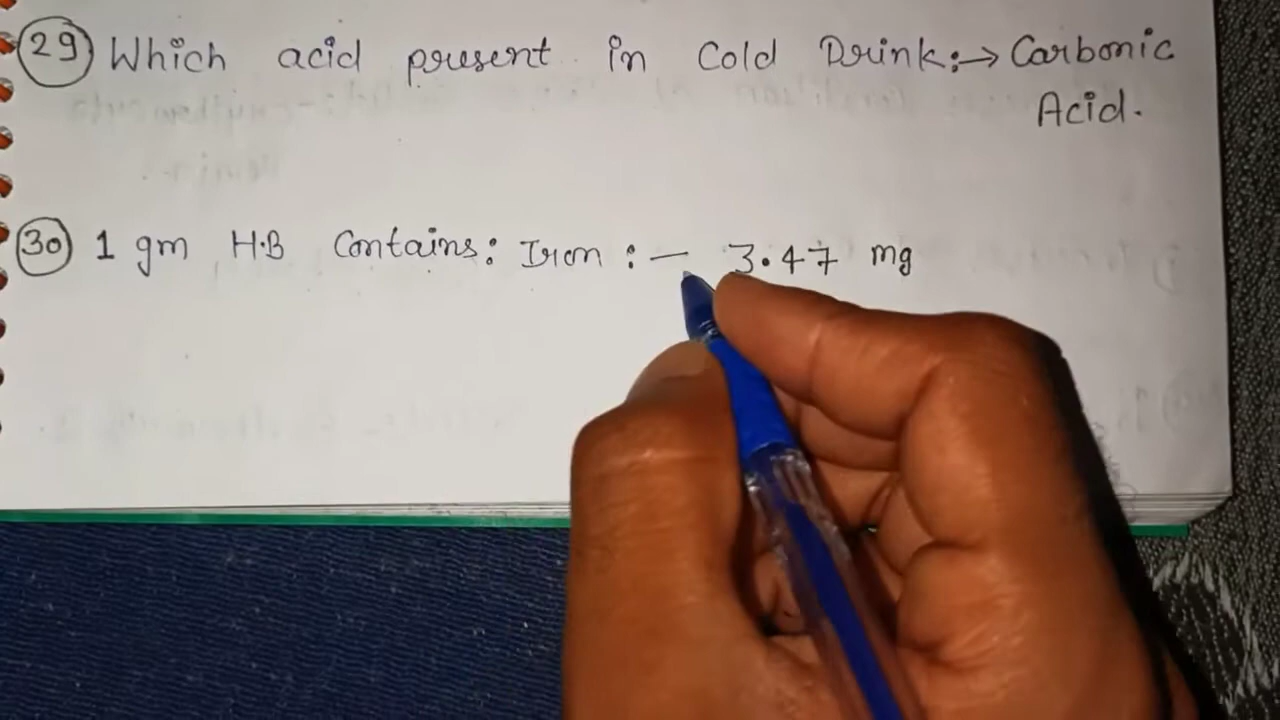 29 Which acid present in Cold Drink:→ Carbonic
Acid.
30 1 gm H.B Contains: Iron :— 3.47 mg